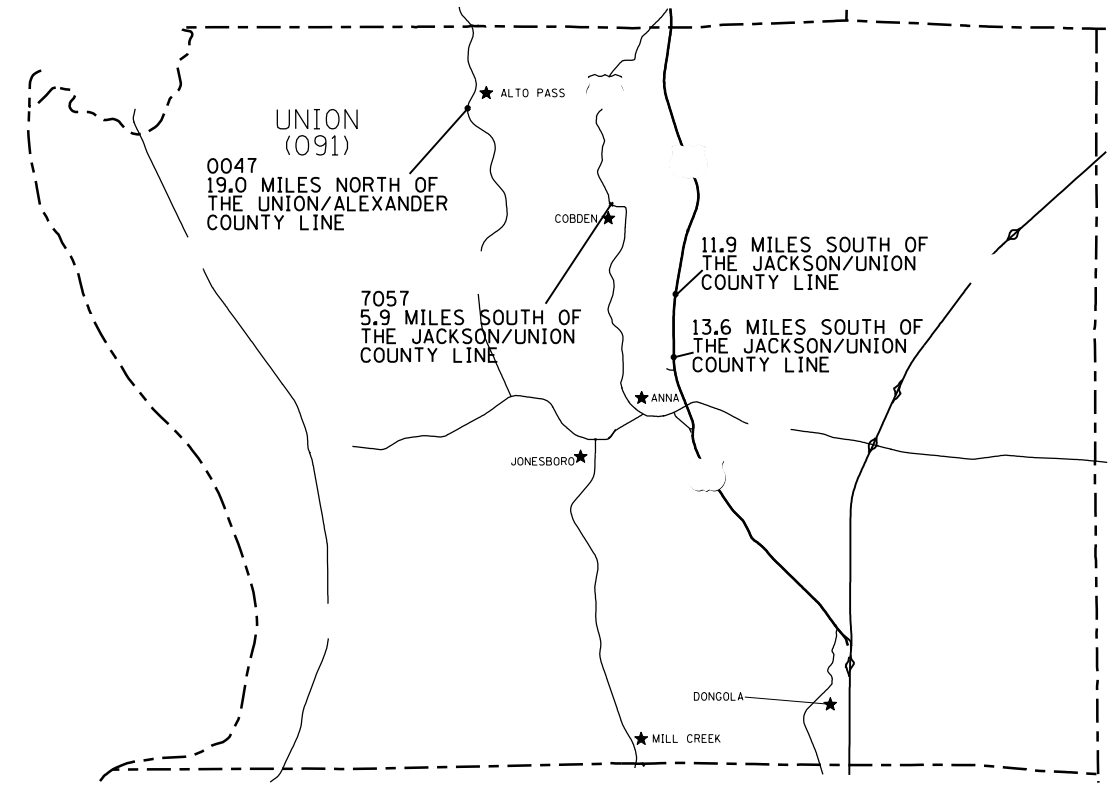 ALTO PASS
UNION
(091)
0047
19.0 MILES NORTH OF
THE UNION/ALEXANDER
COUNTY LINE
COBDEN
11.9 MILES SOUTH OF
THE JACKSON/UNION
COUNTY LINE
7057
5.9 MILES SOUTH OF
THE JACKSON/UNION
COUNTY LINE
13.6 MILES SOUTH OF
THE JACKSON/UNION
COUNTY LINE
ANNA
JONESBORO
DONGOLA
MILL CREEK